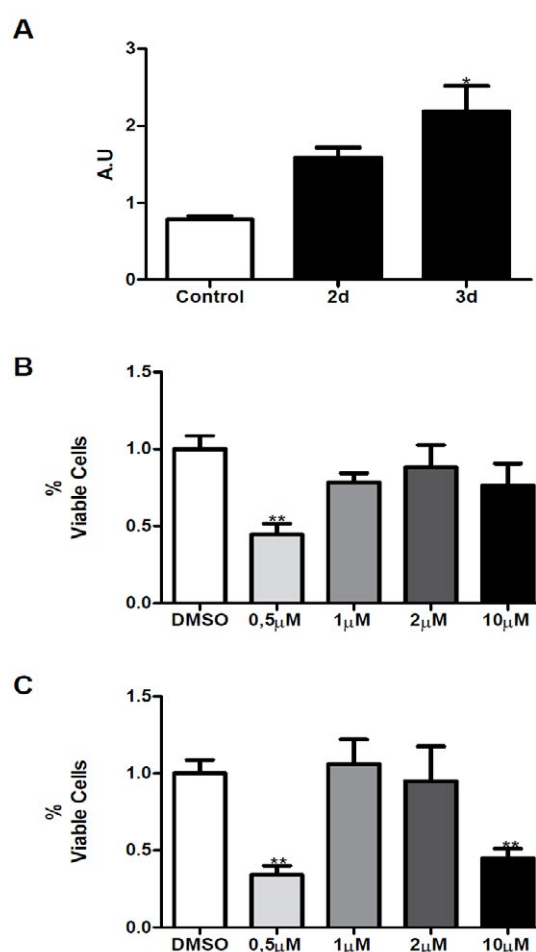 A
3
2
1
0
A.U
*
Control 2d 3d
B
1.5
1.0
0.5
0.0
%
Viable Cells
**
DMSO 0,5μM 1μM 2μM 10μM
C
1.5
1.0
0.5
0.0
%
Viable Cells
** **
DMSO 0,5μM 1μM 2μM 10μM